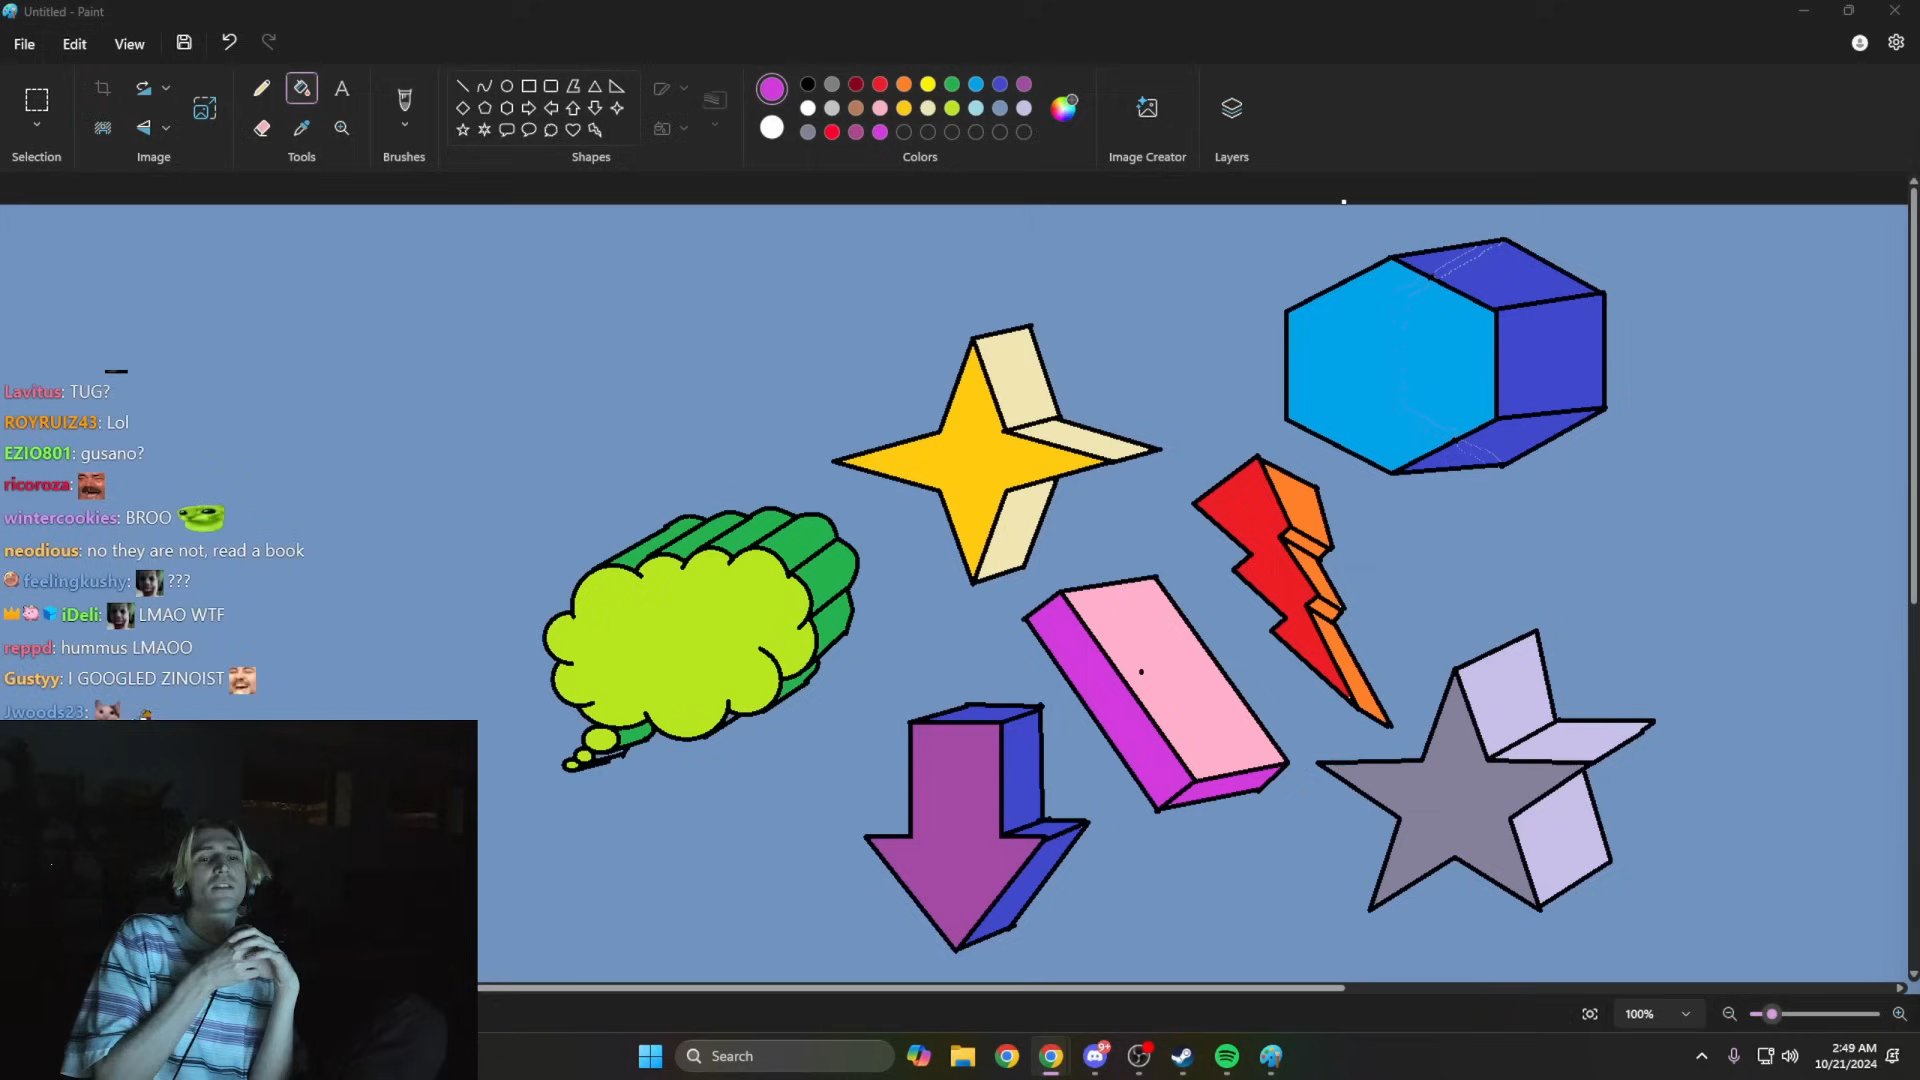 Untitled - Paint
File Edit View
Selection Image Tools Brushes Shapes Colors Image Creator Layers
Lavitus: TUG?
ROYRUIZ43: Lol
EZIO801: gusano?
ricoroza:
wintercookies: BROO
neodious: no they are not, read a book
feelingkushy: ???
iDeli: LMAO WTF
reppd: hummus LMAOO
Gustyy: I GOOGLED ZINOIST
Jwoods23:
100%
Search
9+
2:49 AM
10/21/2024